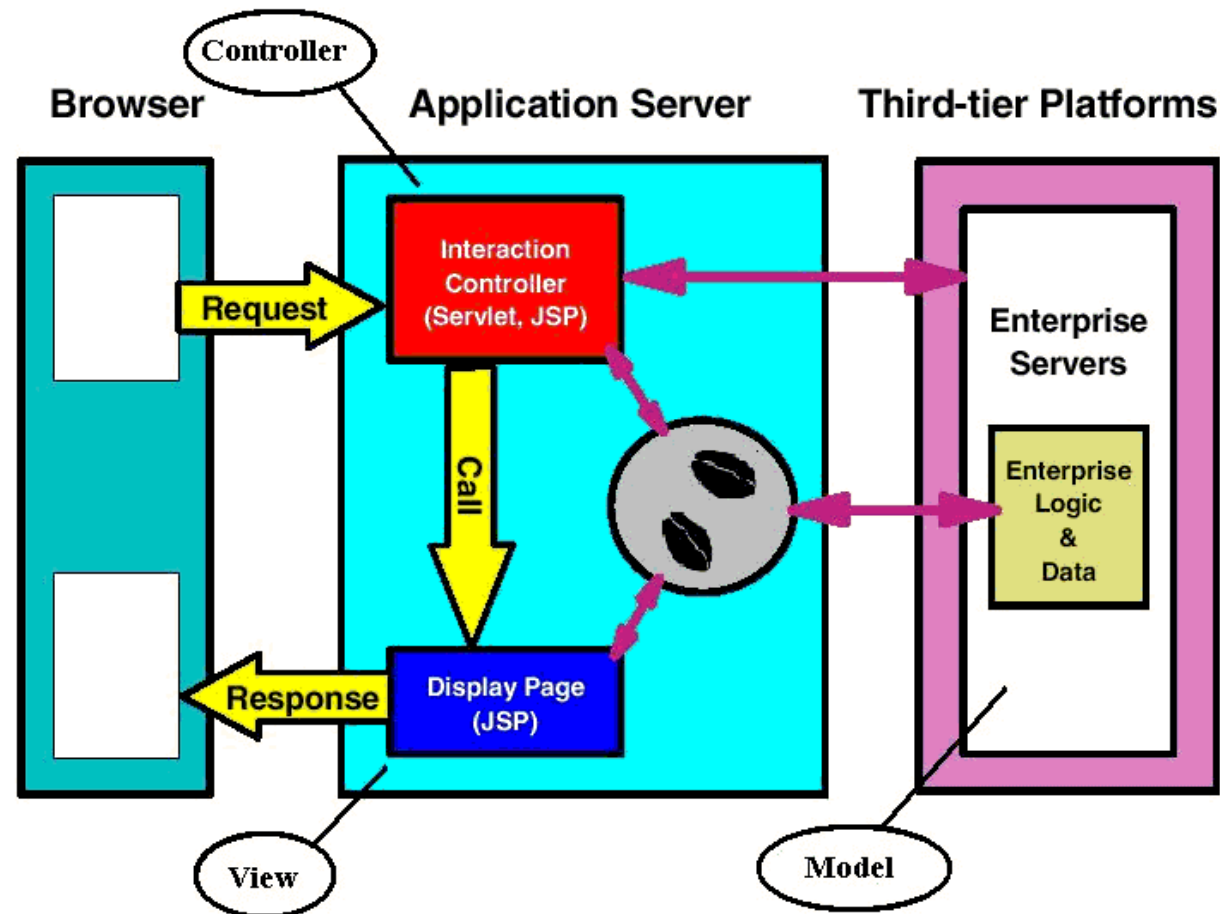 Controller
Browser
Application Server
Third-tier Platforms
Interaction
Controller
(Servlet, JSP)
Request
Enterprise
Servers
Call
Enterprise
Logic
&
Data
Response
Display Page
(JSP)
View
Model